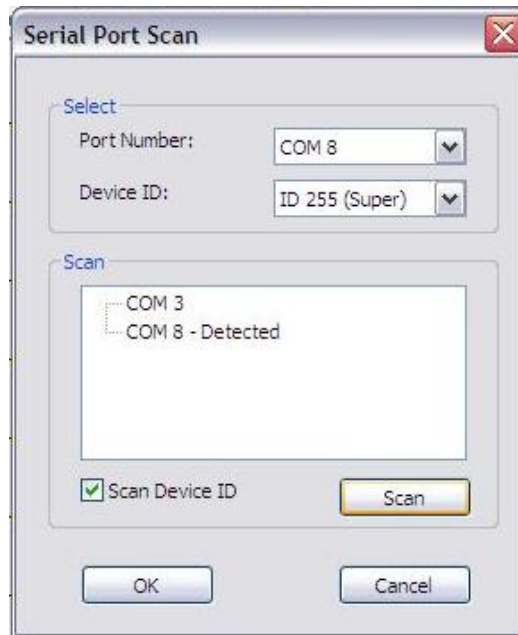 Serial Port Scan
Select
Port Number:
COM 8
Device ID:
ID 255 (Super)
Scan
COM 3
COM 8 - Detected
Scan Device ID
Scan
OK
Cancel